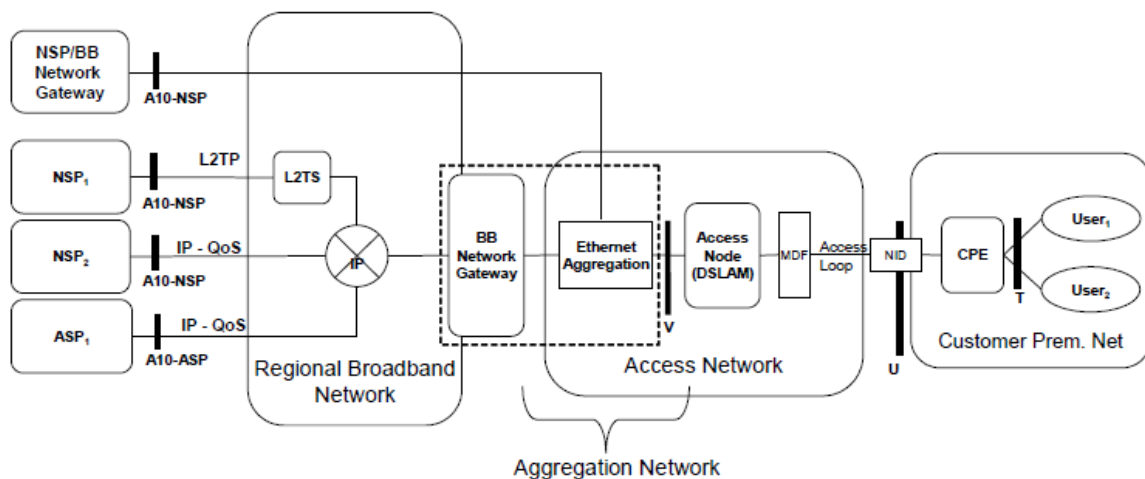 NSP/BB
Network
Gateway
A10-NSP
NSP₁
L2TP
A10-NSP
L2TS
NSP₂
IP - QoS
A10-NSP
IP
ASP₁
IP - QoS
A10-ASP
Regional Broadband
Network
BB
Network
Gateway
Ethernet
Aggregation
V
Access
Node
(DSLAM)
MDF
Access
Loop
Access Network
NID
U
CPE
T
User₁
User₂
Customer Prem. Net
Aggregation Network